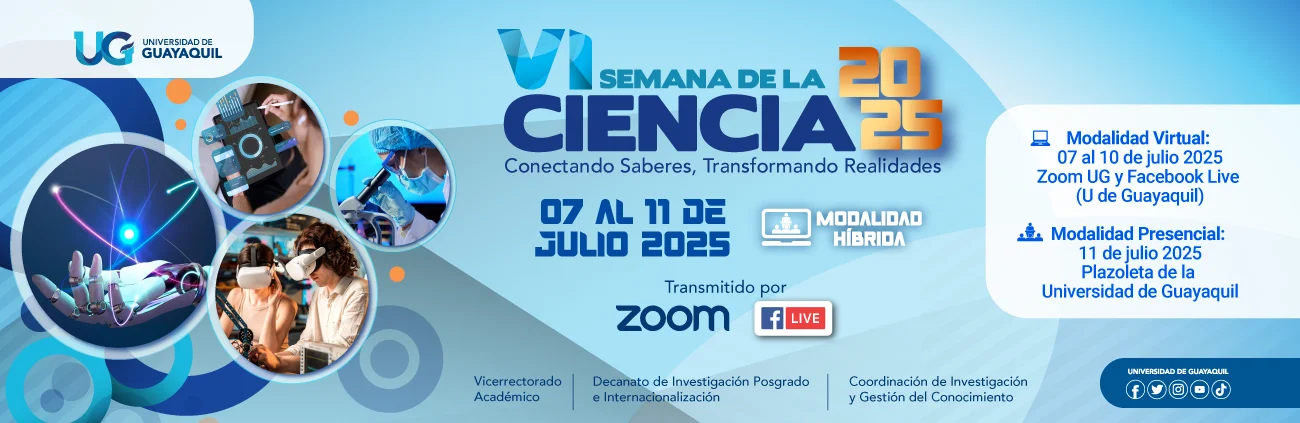 UG UNIVERSIDAD DE
GUAYAQUIL
VI SEMANA DE LA 20
CIENCIA 25
Conectando Saberes, Transformando Realidades
07 AL 11 DE
JULIO 2025
MODALIDAD
HÍBRIDA
Transmitido por
zoom
f LIVE
Modalidad Virtual:
07 al 10 de julio 2025
Zoom UG y Facebook Live
(U de Guayaquil)
Modalidad Presencial:
11 de julio 2025
Plazoleta de la
Universidad de Guayaquil
Vicerrectorado
Académico
Decanato de Investigación Posgrado
e Internacionalización
Coordinación de Investigación
y Gestión del Conocimiento
UNIVERSIDAD DE GUAYAQUIL